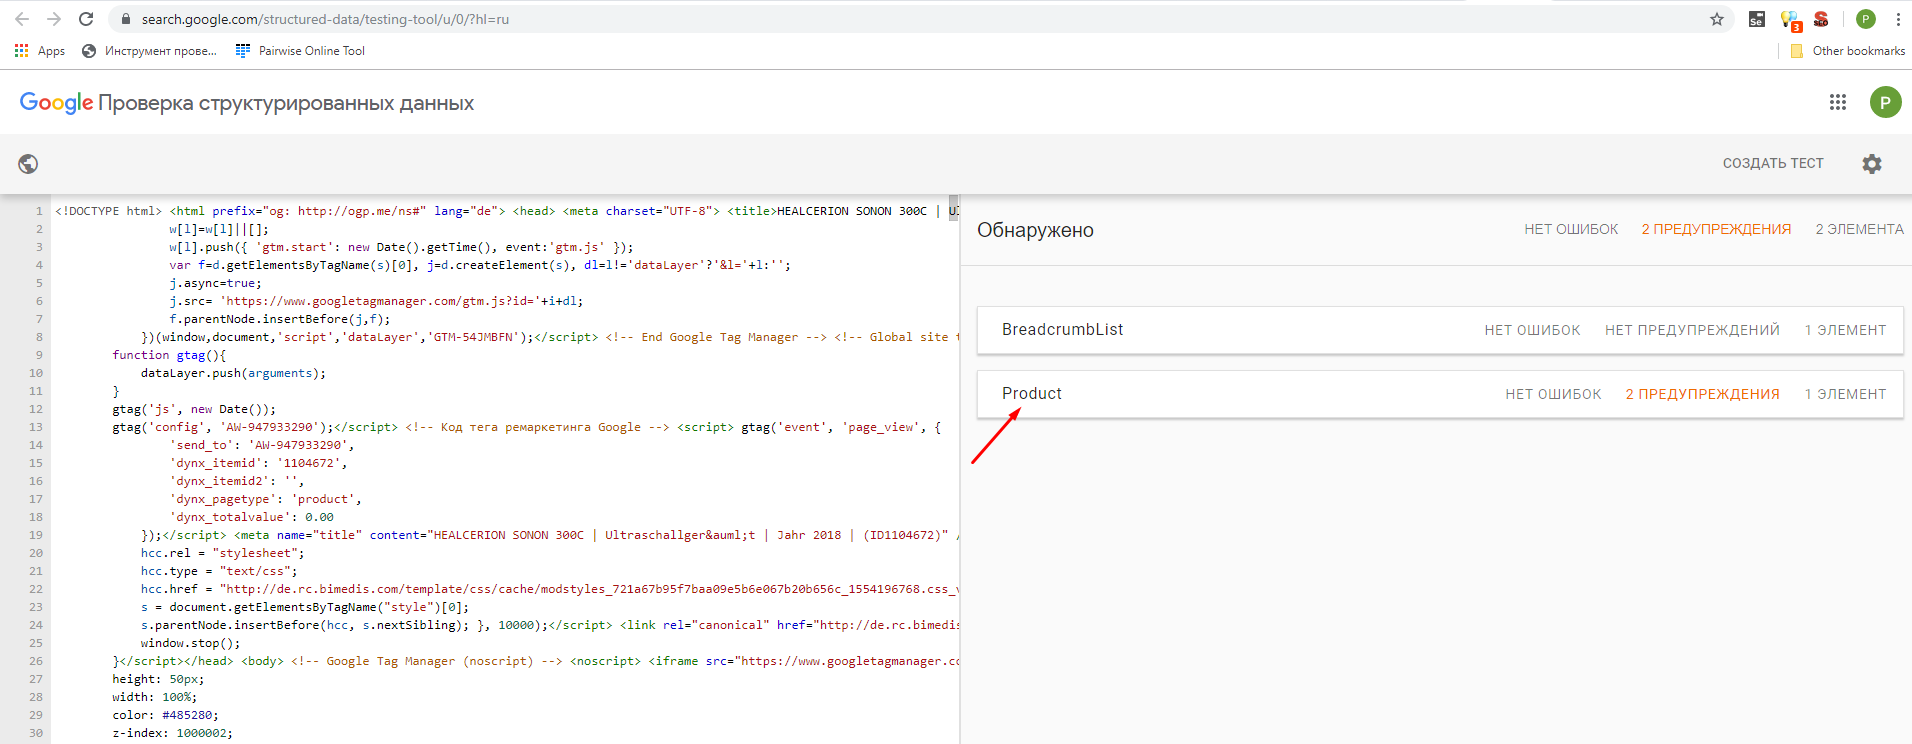 search.google.com/structured-data/testing-tool/u/0/?hl=ru
Se
3
SEO
P
Apps
Инструмент прове...
Pairwise Online Tool
Other bookmarks
Google Проверка структурированных данных
P
СОЗДАТЬ ТЕСТ
1 <!DOCTYPE html> <html prefix="og: http://ogp.me/ns#" lang="de"> <head> <meta charset="UTF-8"> <title>HEALCERION SONON 300C | Ul
2 w[l]=w[l]||[];
3 w[l].push({ 'gtm.start': new Date().getTime(), event:'gtm.js' });
4 var f=d.getElementsByTagName(s)[0], j=d.createElement(s), dl=l!='dataLayer'?'&l='+l:'';
5 j.async=true;
6 j.src= 'https://www.googletagmanager.com/gtm.js?id='+i+dl;
7 f.parentNode.insertBefore(j,f);
8 })(window,document,'script','dataLayer','GTM-54JMBFN');</script> <!-- End Google Tag Manager --> <!-- Global site t
9 function gtag(){
10 dataLayer.push(arguments);
11 }
12 gtag('js', new Date());
13 gtag('config', 'AW-947933290');</script> <!-- Код тега ремаркетинга Google --> <script> gtag('event', 'page_view', {
14 'send_to': 'AW-947933290',
15 'dynx_itemid': '1104672',
16 'dynx_itemid2': '',
17 'dynx_pagetype': 'product',
18 'dynx_totalvalue': 0.00
19 });</script> <meta name="title" content="HEALCERION SONON 300C | Ultraschallger&auml;t | Jahr 2018 | (ID1104672)" /
20 hcc.rel = "stylesheet";
21 hcc.type = "text/css";
22 hcc.href = "http://de.rc.bimedis.com/template/css/cache/modstyles_721a67b95f7baa09e5b6e067b20b656c_1554196768.css_v
23 s = document.getElementsByTagName("style")[0];
24 s.parentNode.insertBefore(hcc, s.nextSibling); }, 10000);</script> <link rel="canonical" href="http://de.rc.bimedis
25 window.stop();
26 }</script></head> <body> <!-- Google Tag Manager (noscript) --> <noscript> <iframe src="https://www.googletagmanager.co
27 height: 50px;
28 width: 100%;
29 color: #485280;
30 z-index: 1000002;
Обнаружено НЕТ ОШИБОК 2 ПРЕДУПРЕЖДЕНИЯ 2 ЭЛЕМЕНТА
BreadcrumbList НЕТ ОШИБОК НЕТ ПРЕДУПРЕЖДЕНИЙ 1 ЭЛЕМЕНТ
Product НЕТ ОШИБОК 2 ПРЕДУПРЕЖДЕНИЯ 1 ЭЛЕМЕНТ